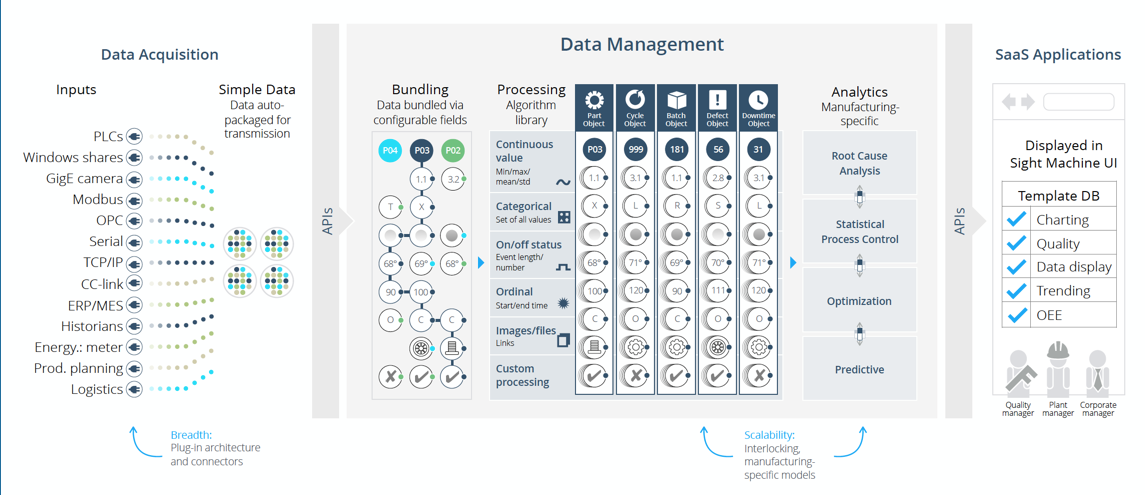 Data Acquisition
Inputs
Simple Data
Data auto-
packaged for
transmission
PLCs
Windows shares
GigE camera
Modbus
OPC
Serial
TCP/IP
CC-link
ERP/MES
Historians
Energy.: meter
Prod. planning
Logistics
Breadth:
Plug-in architecture
and connectors
APIs
Data Management
Bundling
Data bundled via
configurable fields
P04 P03 P02
1.1 3.2
T X
68° 69° 68°
90 100
O C C
Processing
Algorithm
library
Continuous
value
Min/max/
mean/std
Categorical
Set of all values
On/off status
Event length/
number
Ordinal
Start/end time
Images/files
Links
Custom
processing
Part
Object
Cycle
Object
Batch
Object
Defect
Object
Downtime
Object
P03 999 181 56 31
1.1 3.1 1.1 2.8 3.1
X L R S L
68° 71° 69° 70° 71°
100 120 90 111 120
C O C O O
Analytics
Manufacturing-
specific
Root Cause
Analysis
Statistical
Process Control
Optimization
Predictive
Scalability:
Interlocking,
manufacturing-
specific models
APIs
SaaS Applications
Displayed in
Sight Machine UI
Template DB
Charting
Quality
Data display
Trending
OEE
Quality
manager
Plant
manager
Corporate
manager